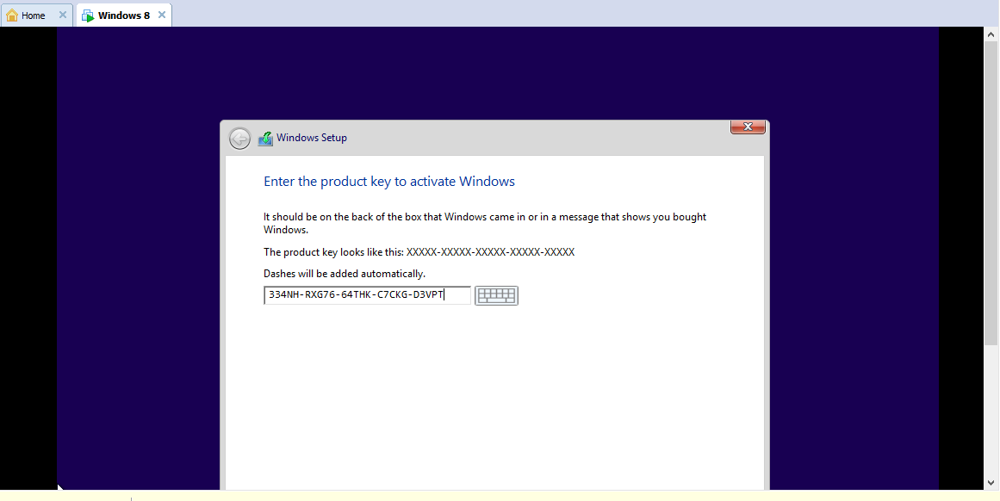 Home
Windows 8
Windows Setup
Enter the product key to activate Windows
It should be on the back of the box that Windows came in or in a message that shows you bought
Windows.
The product key looks like this: XXXXX-XXXXX-XXXXX-XXXXX-XXXXX
Dashes will be added automatically.
334NH-RXG76-64THK-C7CKG-D3VPT